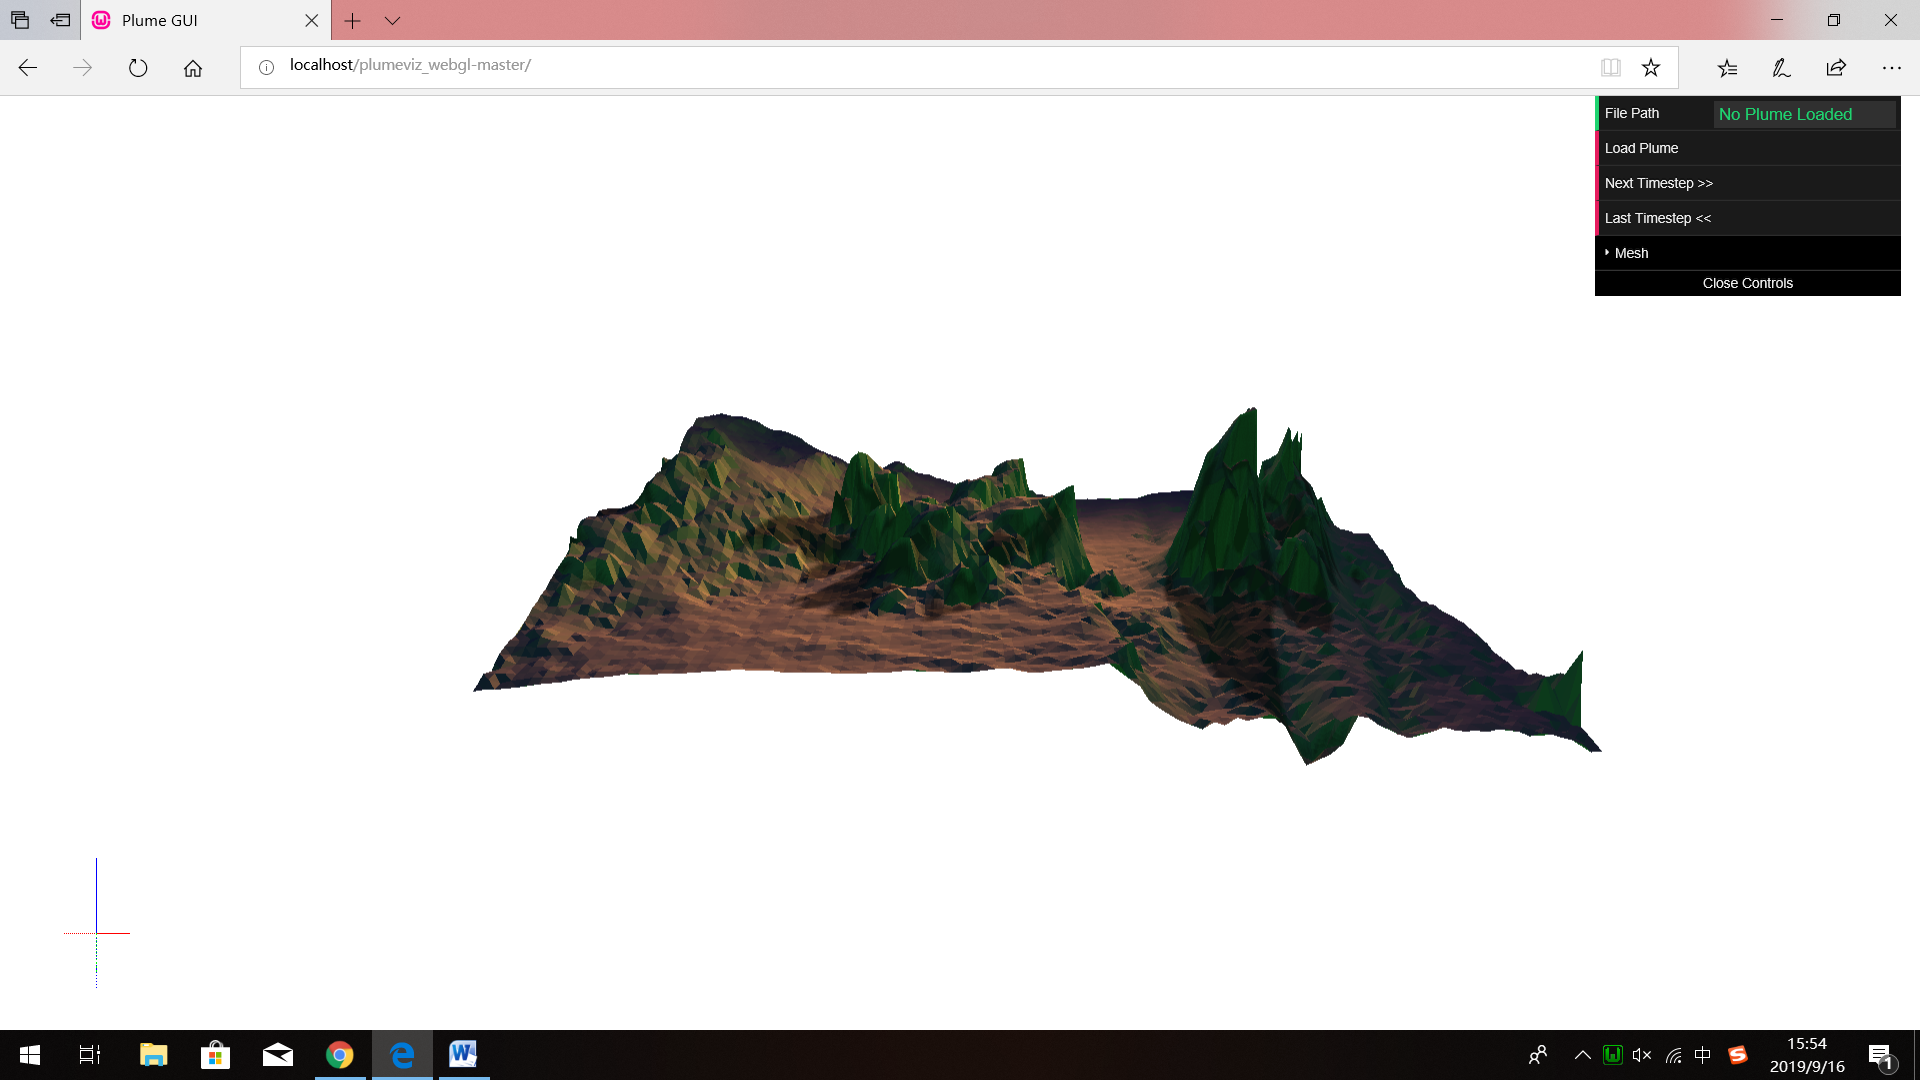 Plume GUI
localhost/plumeviz_webgl-master/
File Path No Plume Loaded
Load Plume
Next Timestep >>
Last Timestep <<
Mesh
Close Controls
中
15:54
2019/9/16
1